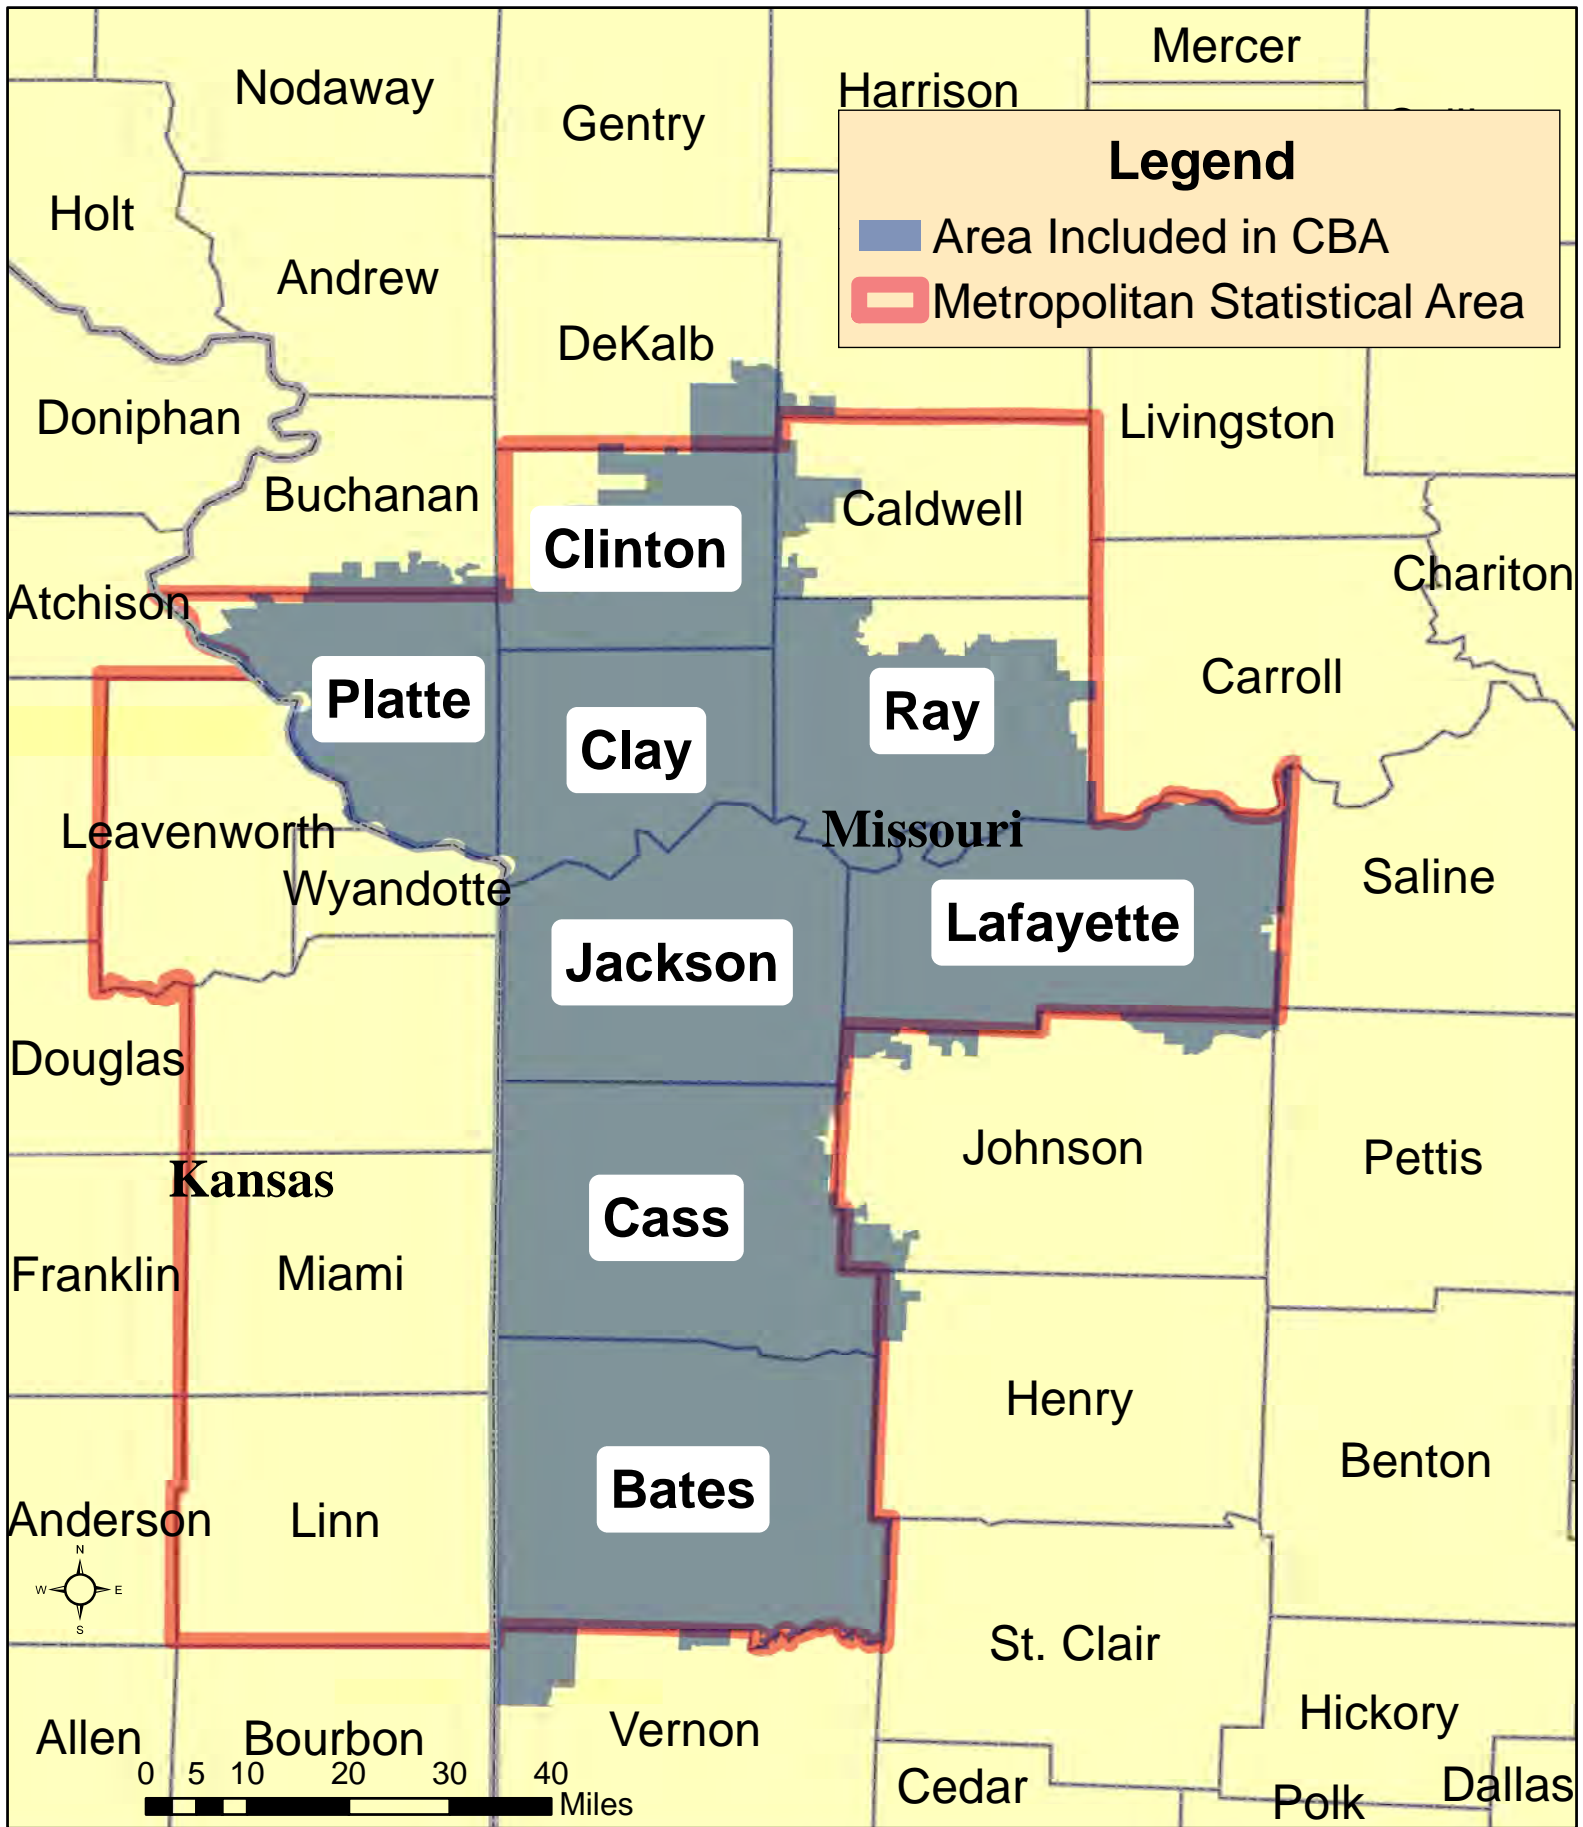 Mercer
Nodaway
Harrison
Gentry
Legend
Area Included in CBA
Metropolitan Statistical Area
Holt
Andrew
DeKalb
Doniphan
Livingston
Buchanan
Caldwell
Clinton
Chariton
Atchison
Carroll
Platte
Ray
Clay
Leavenworth
Missouri
Wyandotte
Saline
Lafayette
Jackson
Douglas
Johnson
Pettis
Kansas
Cass
Franklin
Miami
Henry
Benton
Bates
Anderson
Linn
N
W E
S
St. Clair
Hickory
Allen
Bourbon
Vernon
Cedar
Dallas
Polk
0 5 10 20 30 40
Miles